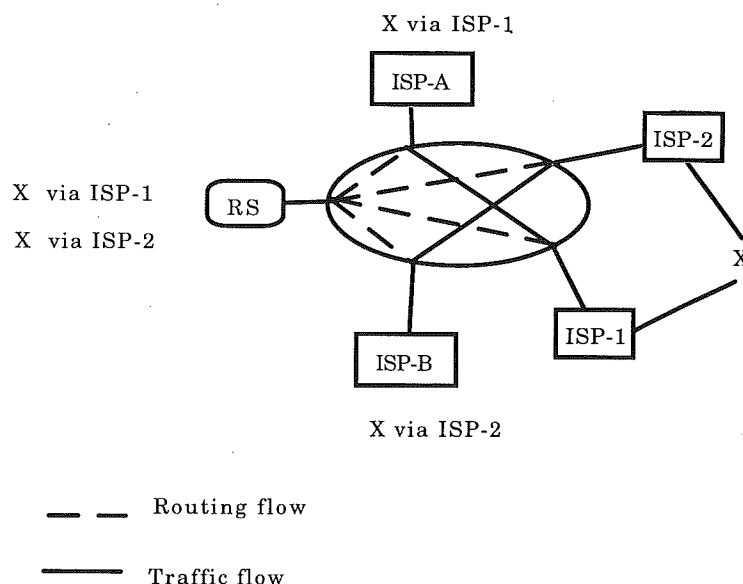 X via ISP-1
ISP-A
ISP-2
X via ISP-1
RS
X via ISP-2
X
ISP-1
ISP-B
X via ISP-2
Routing flow
Traffic flow